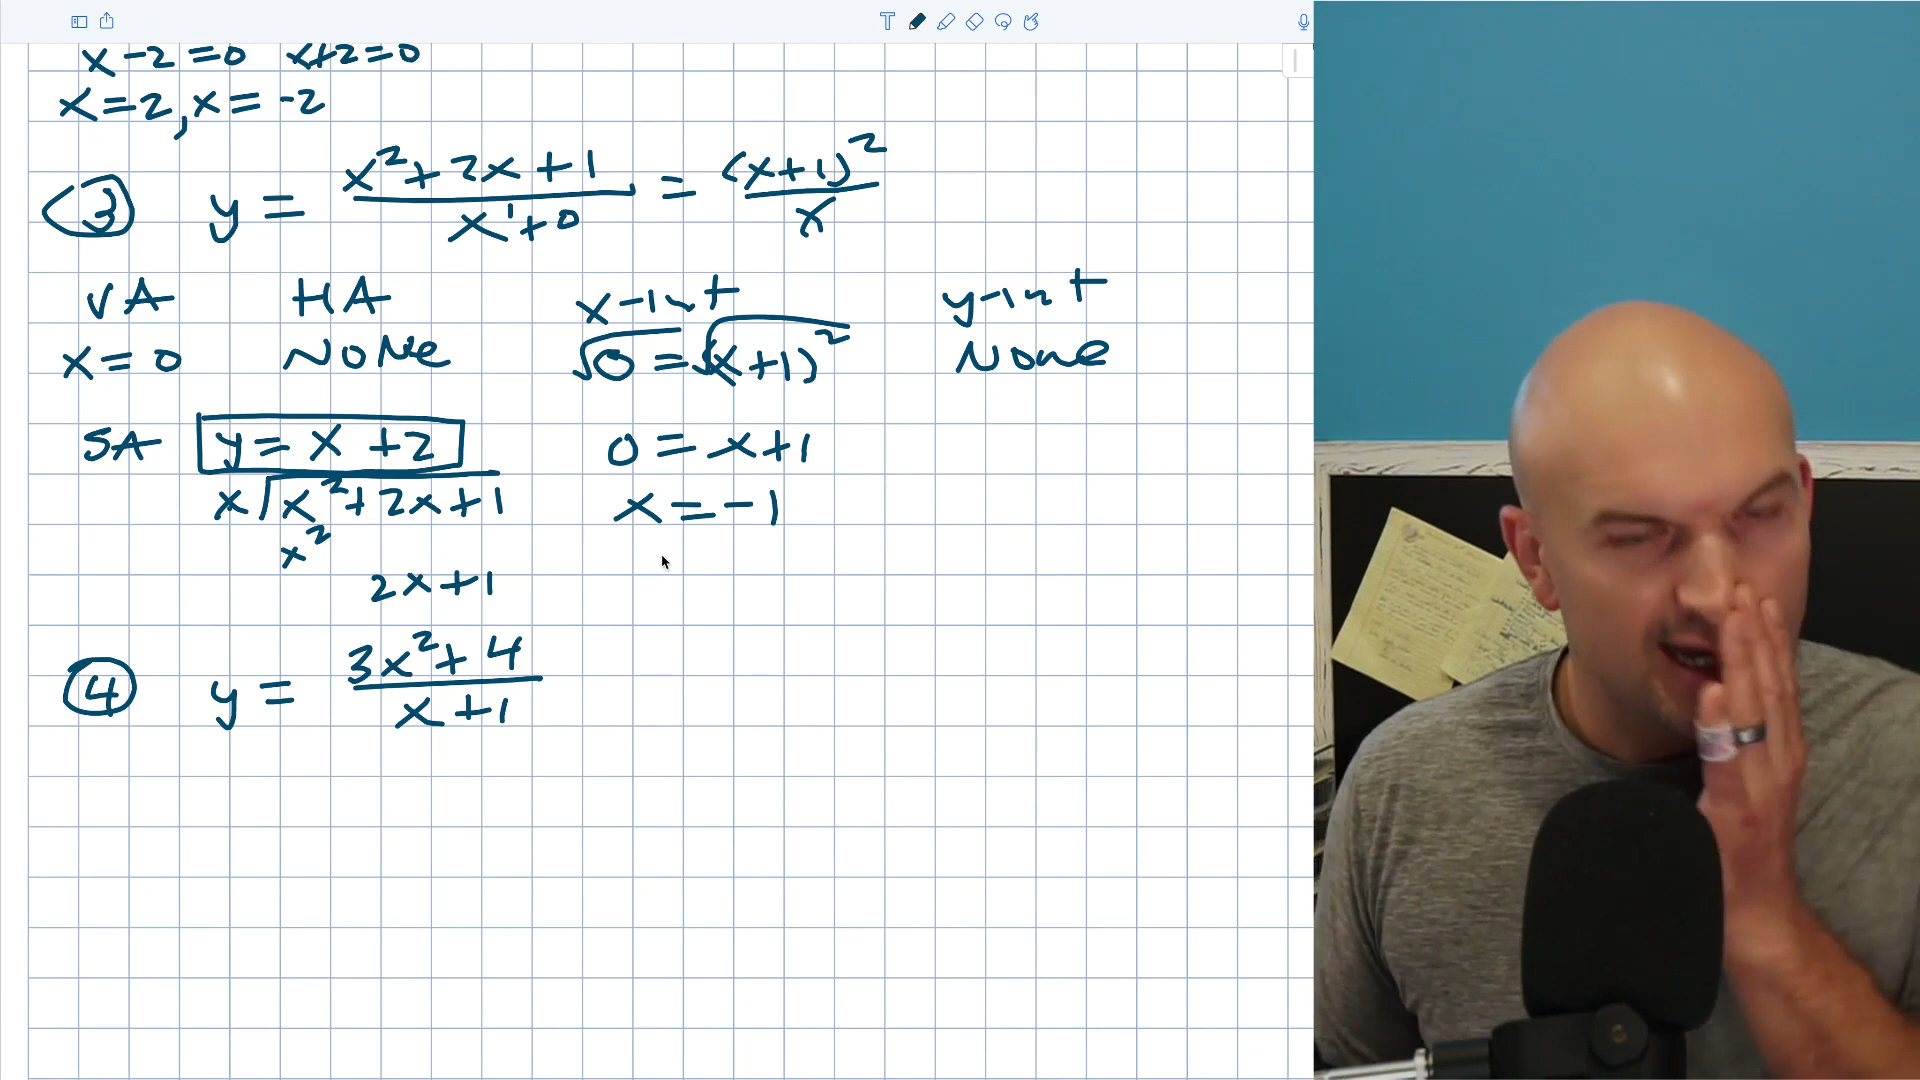 x-2=0 x+2=0
x=2, x=-2
3 y = x²+2x+1 / x¹+0 = (x+1)² / x
VA HA x-int y-int
x=0 NONE √0 = √(x+1)² None
SA y = x +2 0 = x+1
x x²+2x+1 x = -1
x²
2x+1
4 y = 3x²+4 / x+1